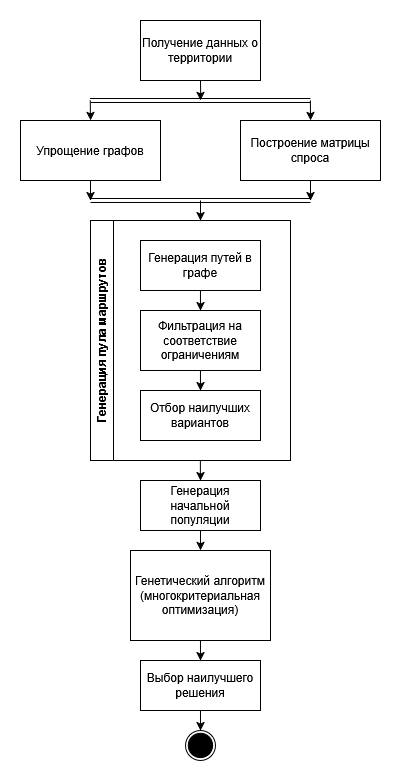 Получение данных о
территории
Упрощение графов
Построение матрицы
спроса
Генерация пула маршрутов
Генерация путей в
графе
Фильтрация на
соответствие
ограничениям
Отбор наилучших
вариантов
Генерация
начальной
популяции
Генетический алгоритм
(многокритериальная
оптимизация)
Выбор наилучшего
решения